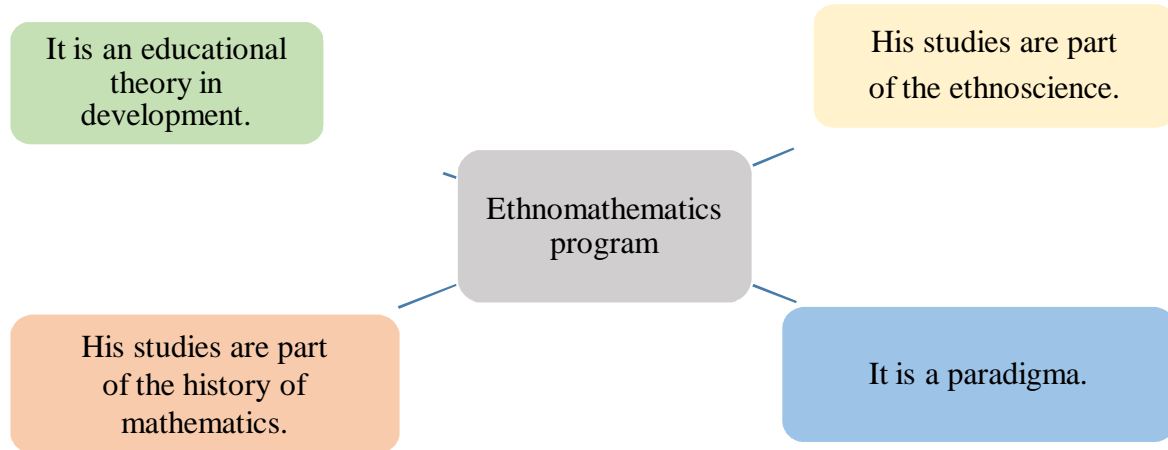 It is an educational
theory in
development.
His studies are part
of the ethnoscience.
Ethnomathematics
program
His studies are part
of the history of
mathematics.
It is a paradigma.